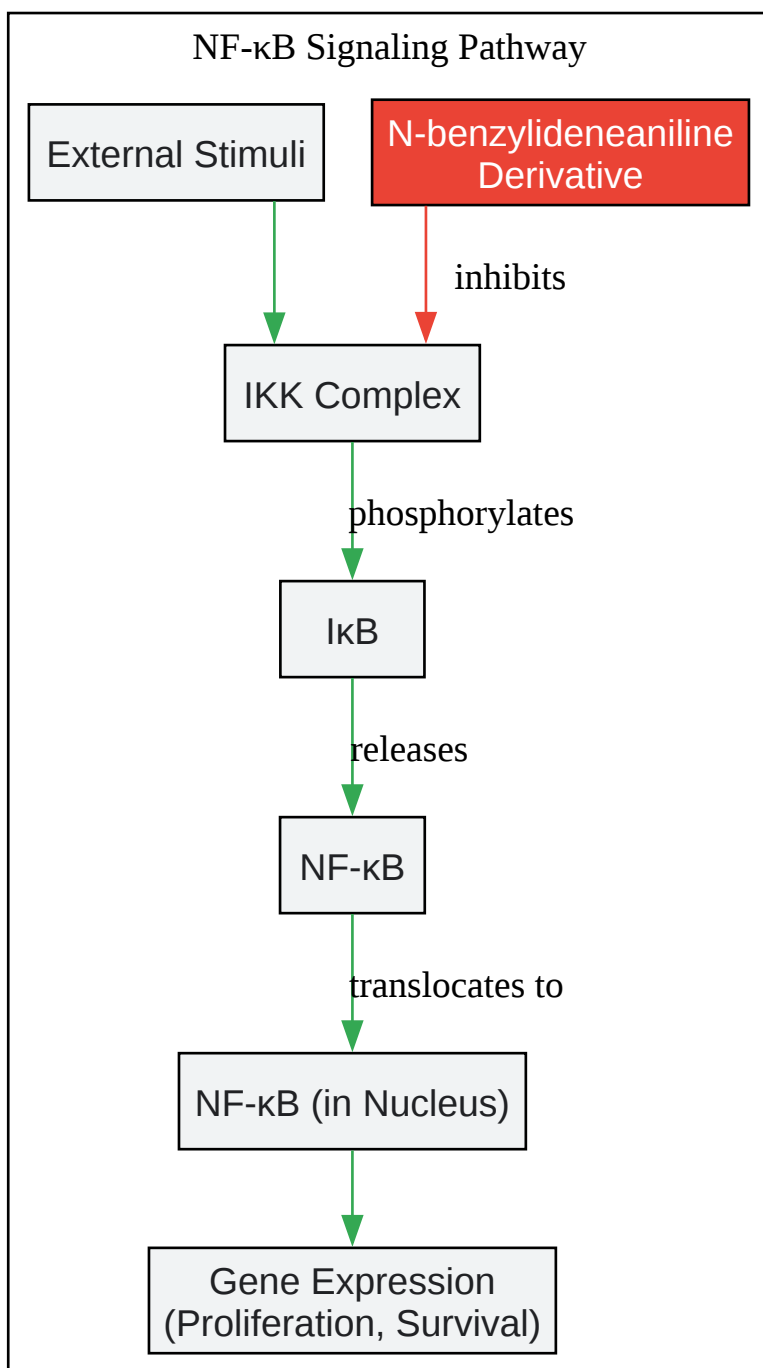 NF-κB Signaling Pathway
External Stimuli
N-benzylideneaniline
Derivative
inhibits
IKK Complex
phosphorylates
IκB
releases
NF-κB
translocates to
NF-κB (in Nucleus)
Gene Expression
(Proliferation, Survival)